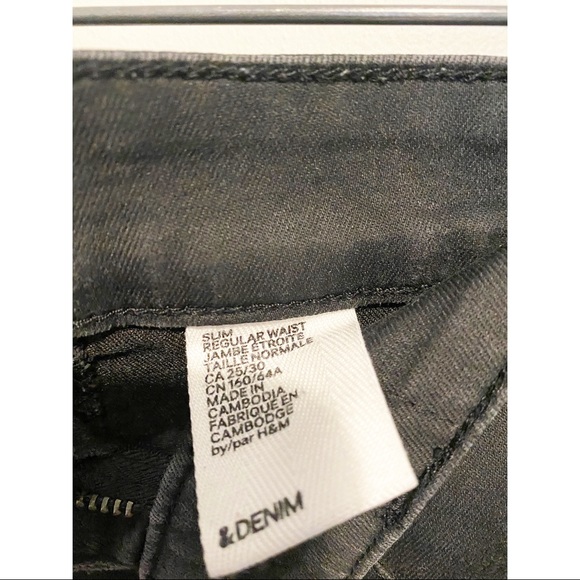 SLIM
REGULAR WAIST
JAMBE ÉTROITE
TAILLE NORMALE
CA 25/30
CN 160/64A
MADE IN
CAMBODIA
FABRIQUÉ EN
CAMBODGE
by/par H&M
&DENIM